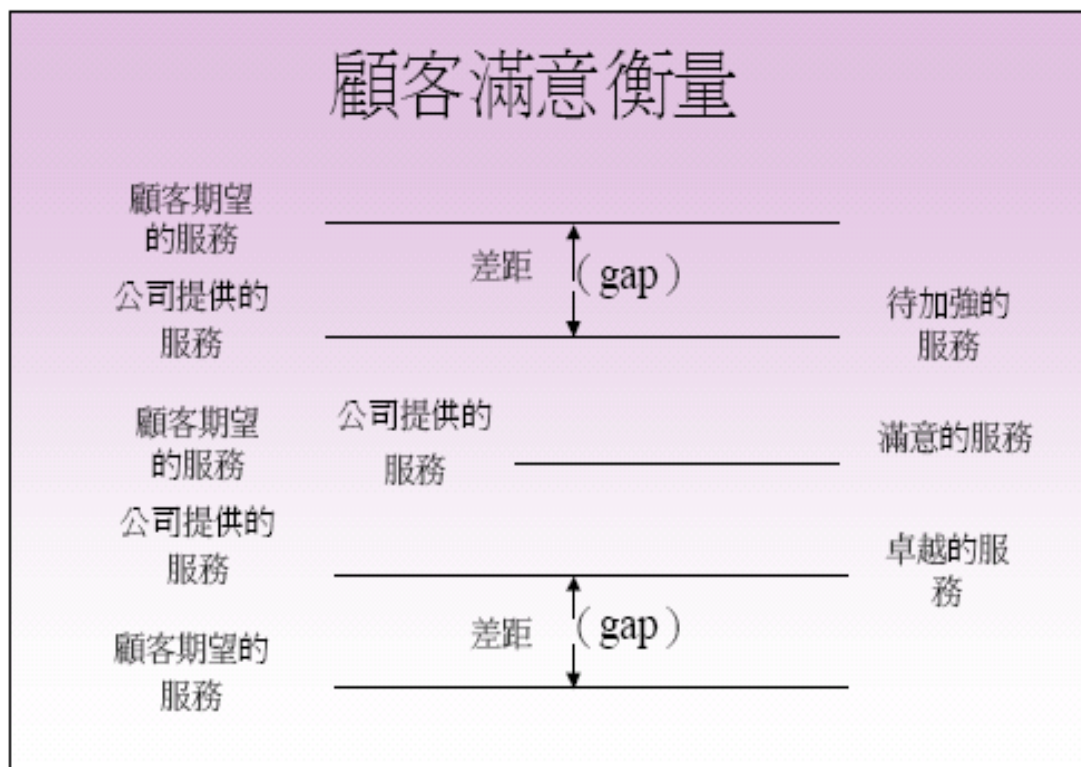 顧客滿意衡量
顧客期望
的服務
差距 （gap）
公司提供的
服務
待加強的
服務
顧客期望
的服務
公司提供的
服務
滿意的服務
公司提供的
服務
卓越的服
務
差距 （gap）
顧客期望的
服務